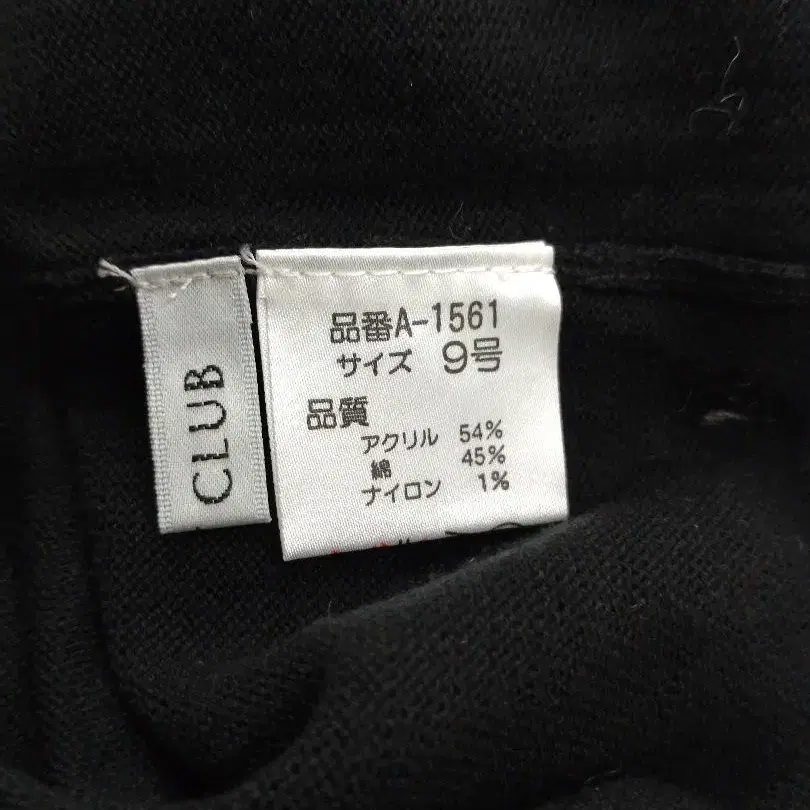 CLUB
品番A-1561
サイズ 9号
品質
アクリル 54%
綿 45%
ナイロン 1%